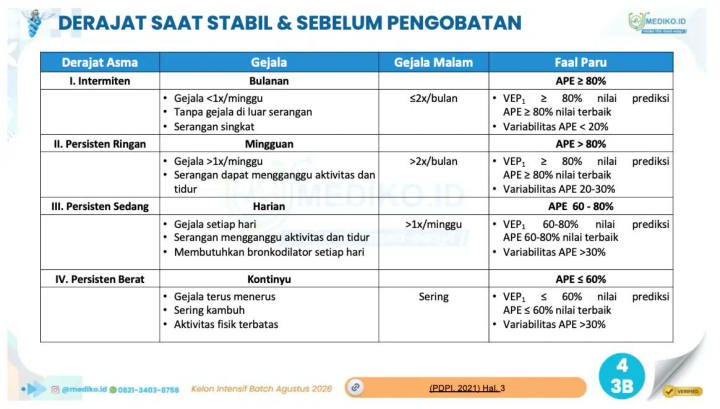 DERAJAT SAAT STABIL & SEBELUM PENGOBATAN
MEDIKO.ID
Derajat Asma Gejala Gejala Malam Faal Paru
I. Intermiten Bulanan APE ≥ 80%
• Gejala <1x/minggu
• Tanpa gejala di luar serangan
• Serangan singkat
≤2x/bulan
• VEP₁ ≥ 80% nilai prediksi
APE ≥ 80% nilai terbaik
• Variabilitas APE < 20%
II. Persisten Ringan Mingguan APE > 80%
• Gejala >1x/minggu
• Serangan dapat mengganggu aktivitas dan
tidur
>2x/bulan
• VEP₁ ≥ 80% nilai prediksi
APE ≥ 80% nilai terbaik
• Variabilitas APE 20-30%
III. Persisten Sedang Harian APE 60 - 80%
• Gejala setiap hari
• Serangan mengganggu aktivitas dan tidur
• Membutuhkan bronkodilator setiap hari
>1x/minggu
• VEP₁ 60-80% nilai prediksi
APE 60-80% nilai terbaik
• Variabilitas APE >30%
IV. Persisten Berat Kontinyu APE ≤ 60%
• Gejala terus menerus
• Sering kambuh
• Aktivitas fisik terbatas
Sering
• VEP₁ ≤ 60% nilai prediksi
APE ≤ 60% nilai terbaik
• Variabilitas APE >30%
MEDIKO.ID
@mediko.id 0821-3403-8758 Kelon Intensif Batch Agustus 2026 (PDPI, 2021) Hal. 3
4
3B
VERIFIED